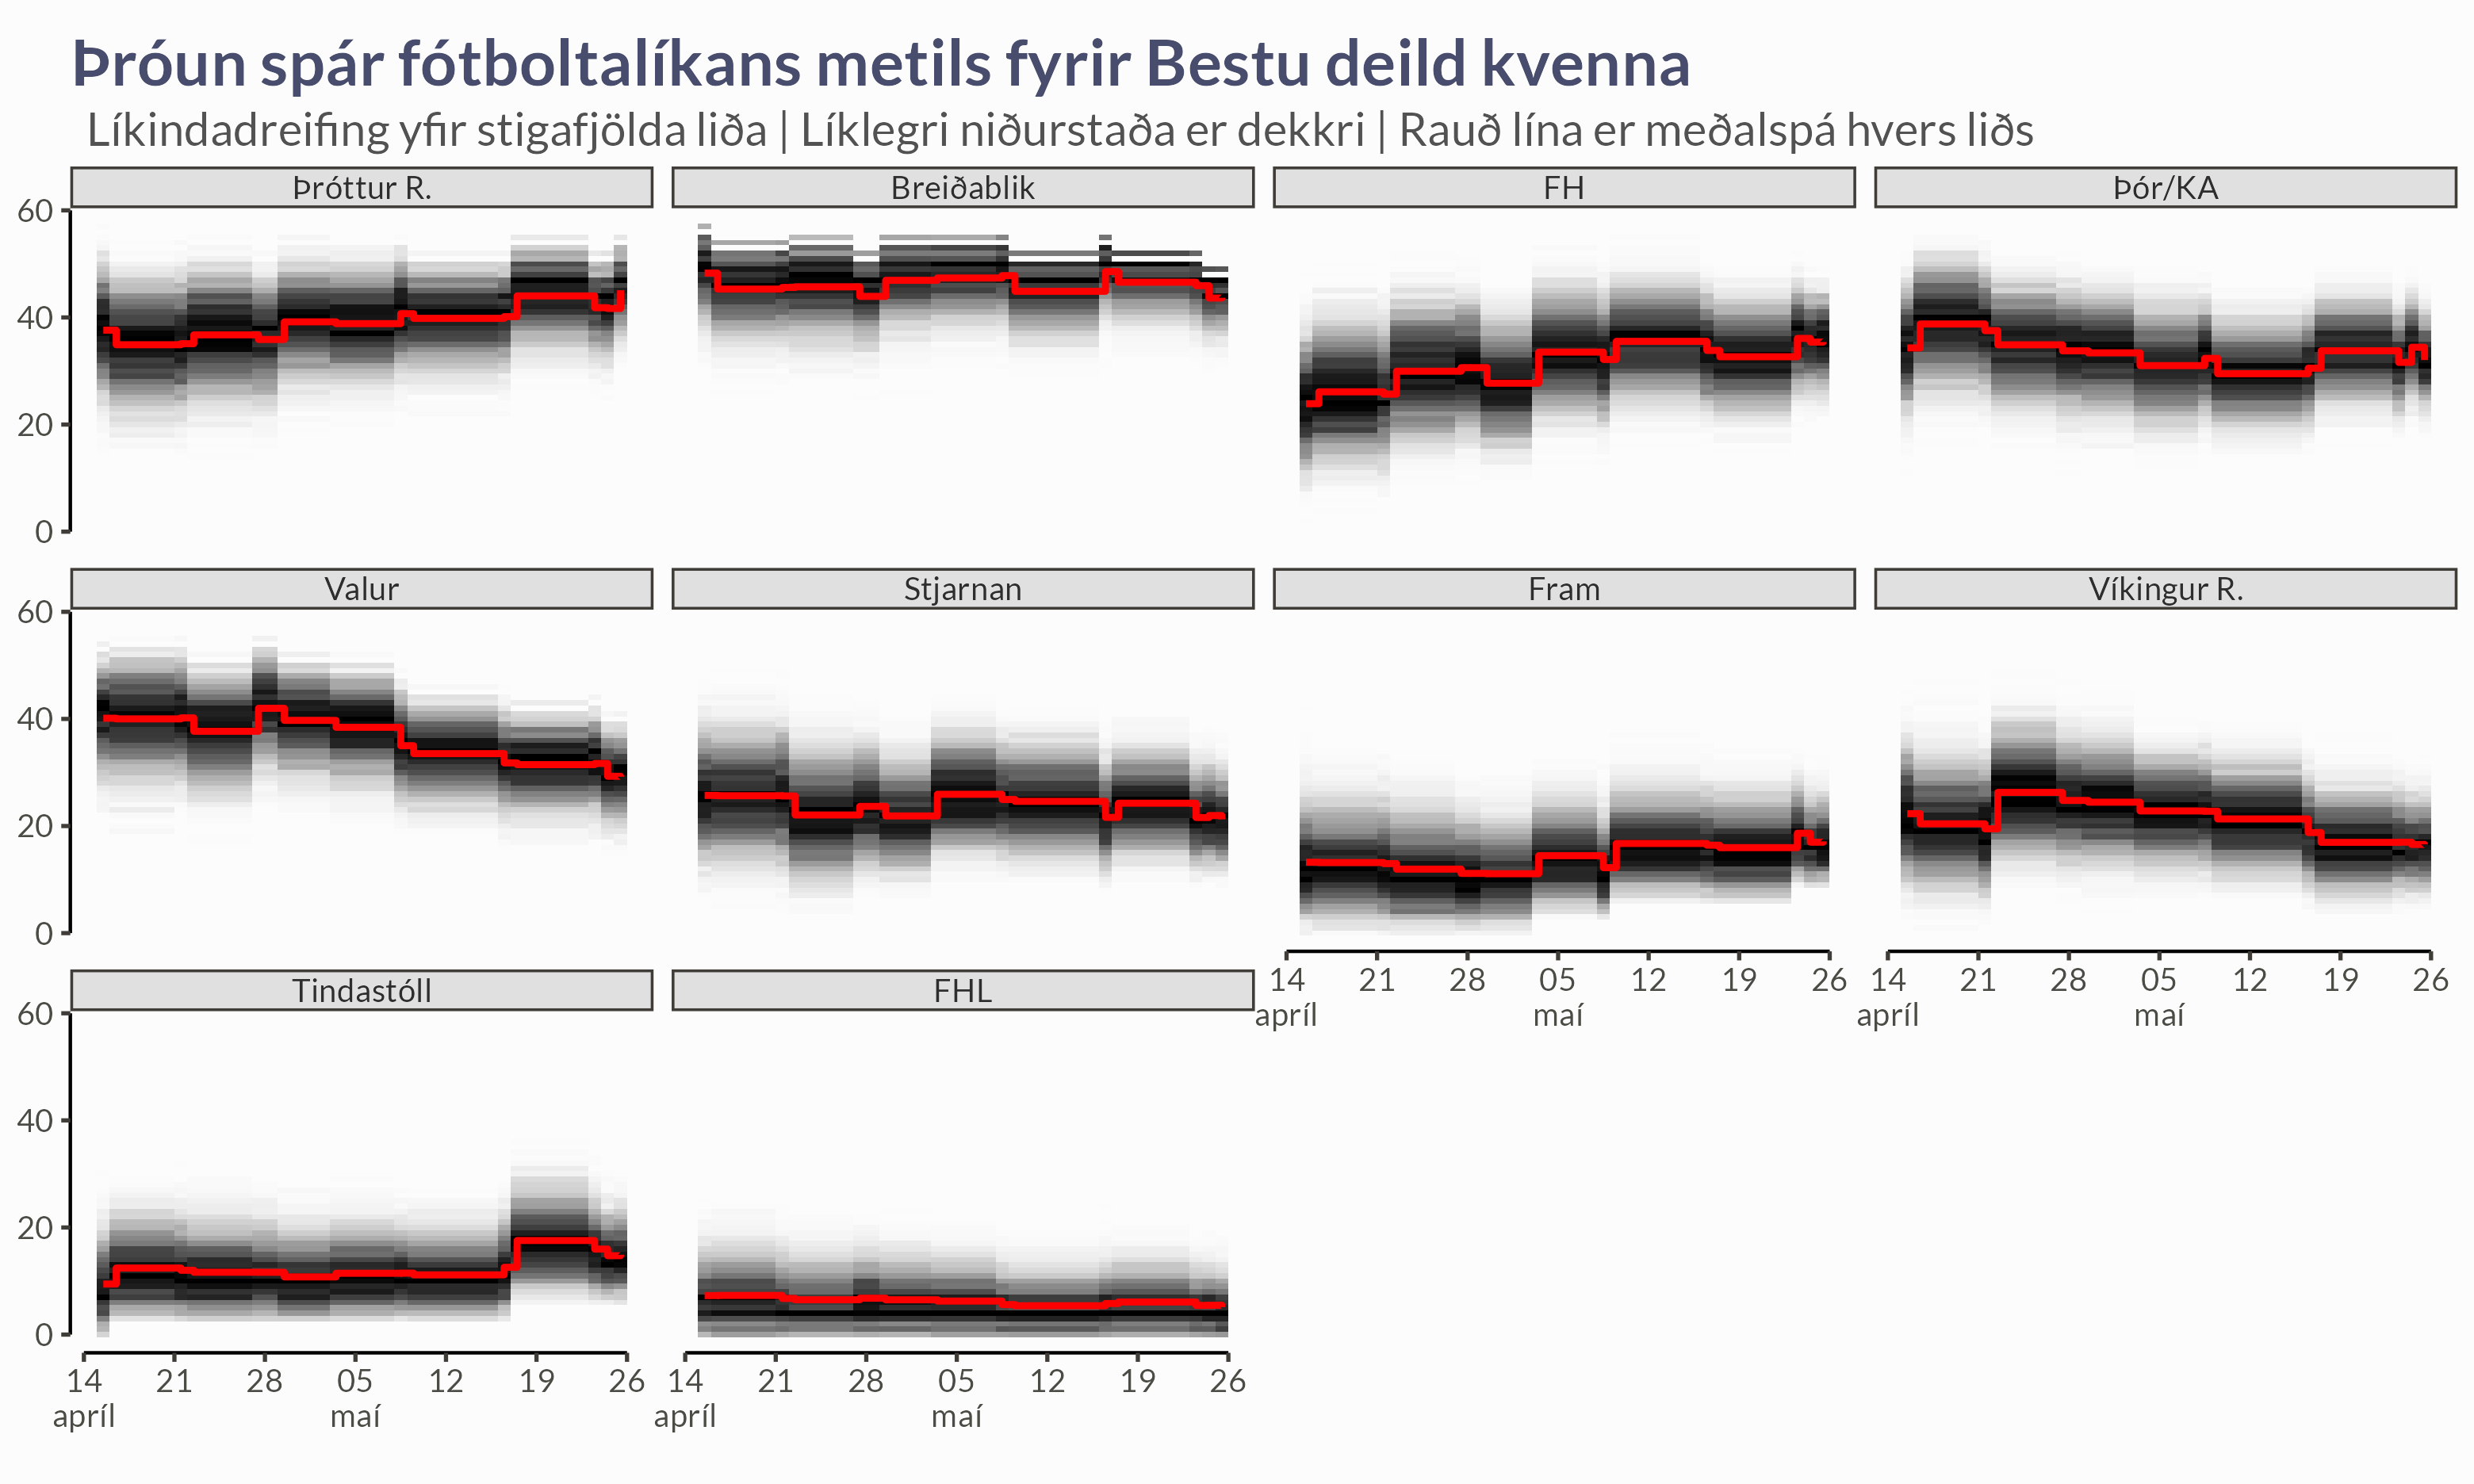 Þróun spár fótboltalíkans metils fyrir Bestu deild kvenna
Líkindadreifing yfir stigafjölda liða | Líklegri niðurstaða er dekkri | Rauð lína er meðalspá hvers liðs
Þróttur R. Breiðablik FH Þór/KA
60
40
20
0
Valur Stjarnan Fram Víkingur R.
60
40
20
0
14 21 28 05 12 19 26 14 21 28 05 12 19 26
apríl maí apríl maí
Tindastóll FHL
60
40
20
0
14 21 28 05 12 19 26 14 21 28 05 12 19 26
apríl maí apríl maí